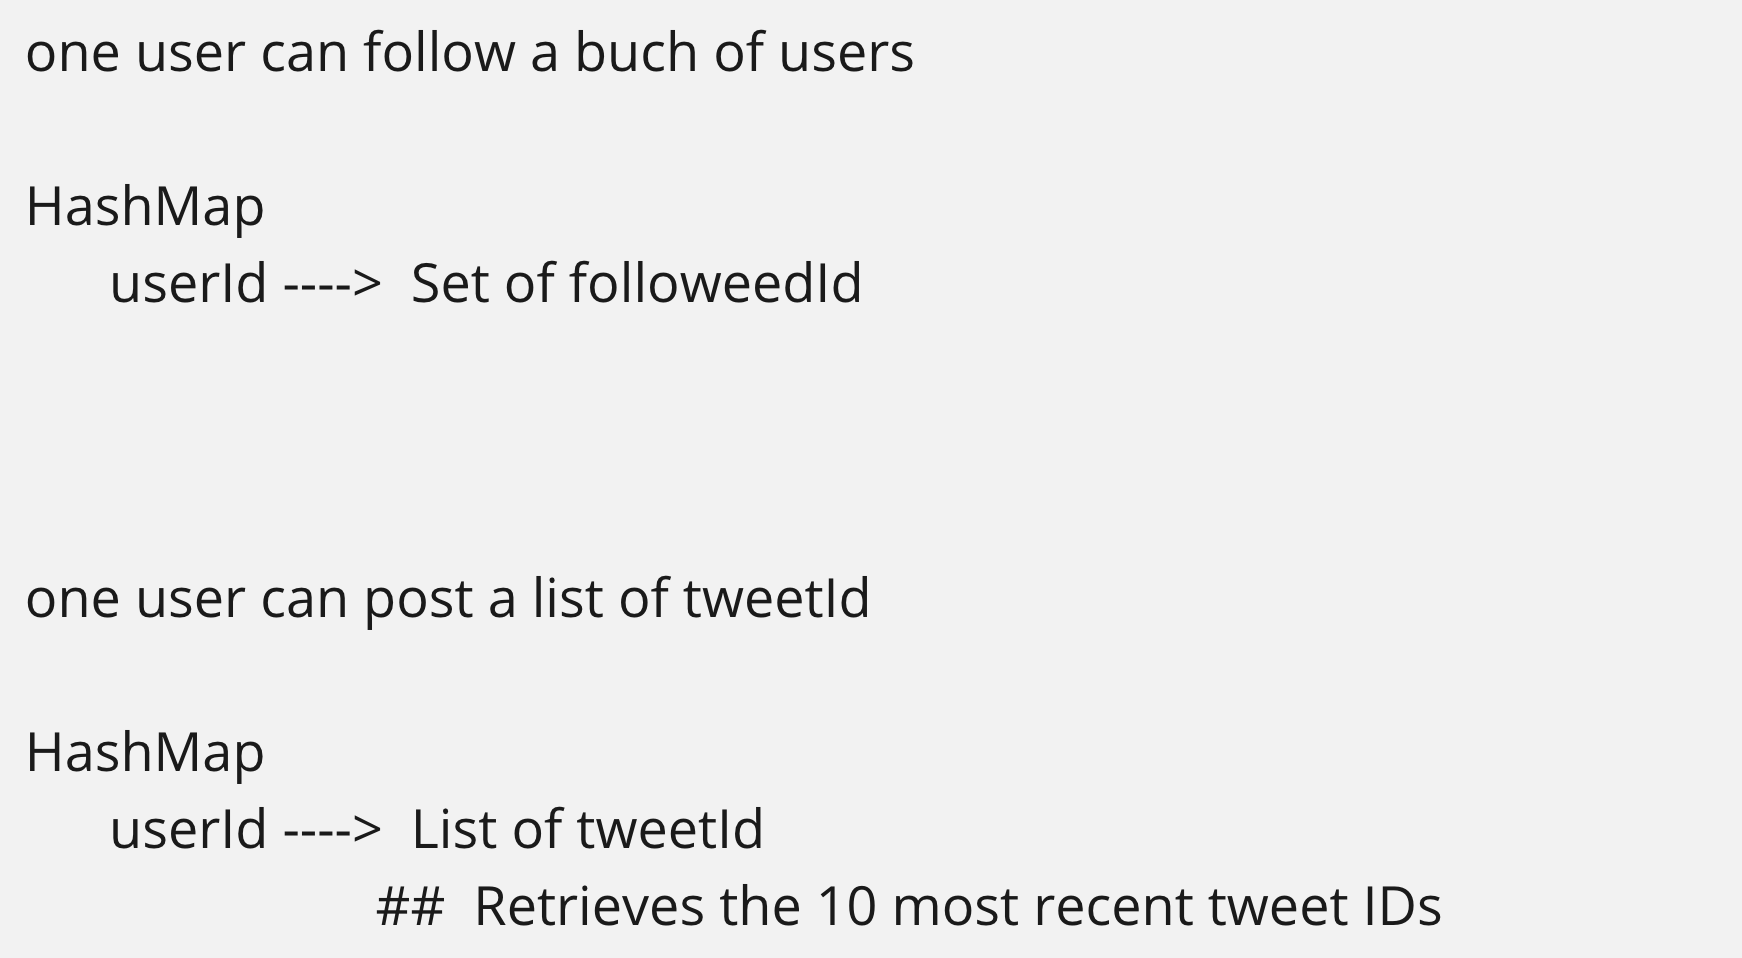 one user can follow a buch of users
HashMap
userId ----> Set of followeedId
one user can post a list of tweetId
HashMap
userId ----> List of tweetId
## Retrieves the 10 most recent tweet IDs